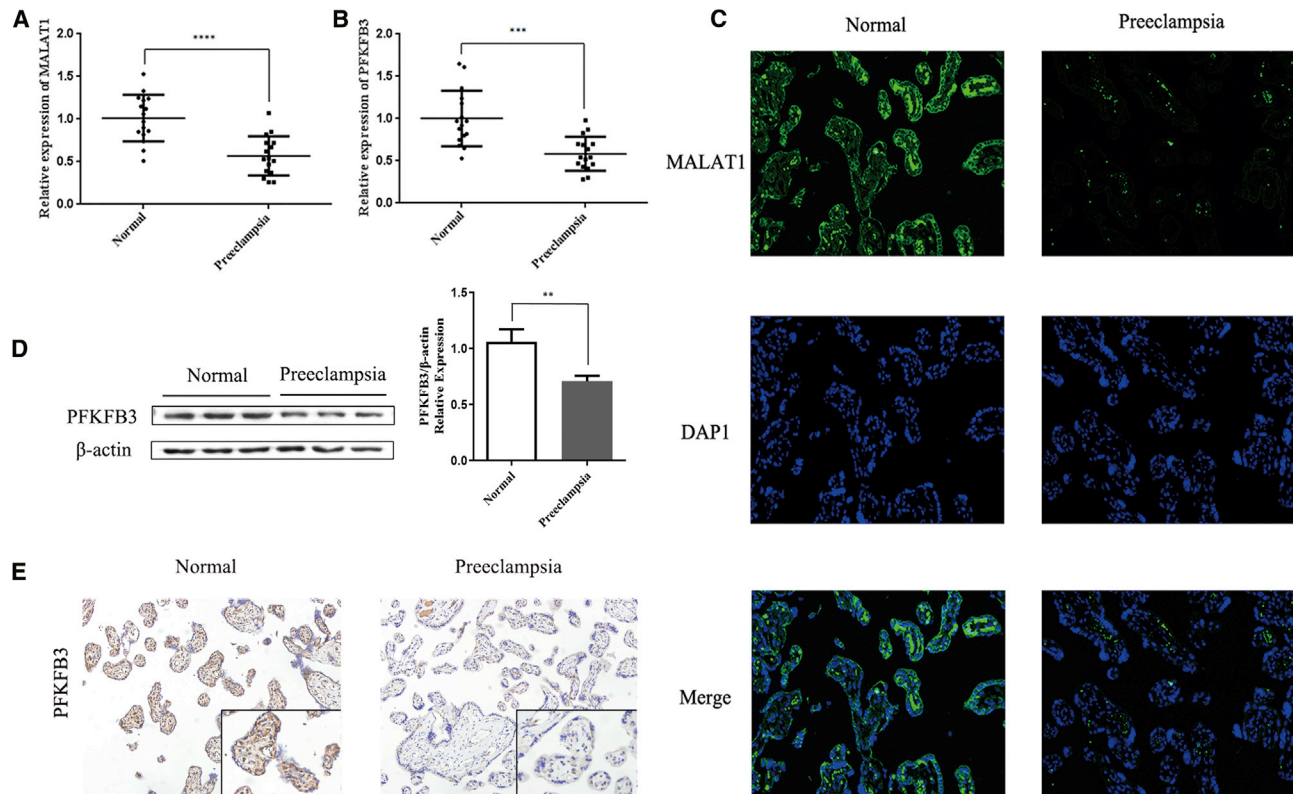 A
Relative expression of MALAT1
2.0
1.5
1.0
0.5
0.0
****
Normal
Preeclampsia
B
Relative expression of PFKFB3
2.0
1.5
1.0
0.5
0.0
***
Normal
Preeclampsia
C
Normal
Preeclampsia
MALAT1
DAP1
Merge
D
Normal
Preeclampsia
PFKFB3
β-actin
PFKFB3/β-actin
Relative Expression
1.5
1.0
0.5
0.0
**
Normal
Preeclampsia
E
Normal
Preeclampsia
PFKFB3